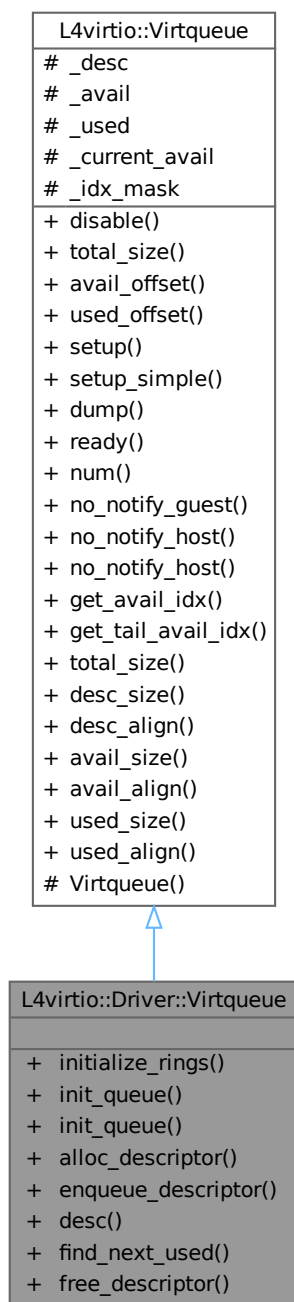 L4virtio::Virtqueue
# _desc
# _avail
# _used
# _current_avail
# _idx_mask
+ disable()
+ total_size()
+ avail_offset()
+ used_offset()
+ setup()
+ setup_simple()
+ dump()
+ ready()
+ num()
+ no_notify_guest()
+ no_notify_host()
+ no_notify_host()
+ get_avail_idx()
+ get_tail_avail_idx()
+ total_size()
+ desc_size()
+ desc_align()
+ avail_size()
+ avail_align()
+ used_size()
+ used_align()
# Virtqueue()
L4virtio::Driver::Virtqueue
+ initialize_rings()
+ init_queue()
+ init_queue()
+ alloc_descriptor()
+ enqueue_descriptor()
+ desc()
+ find_next_used()
+ free_descriptor()